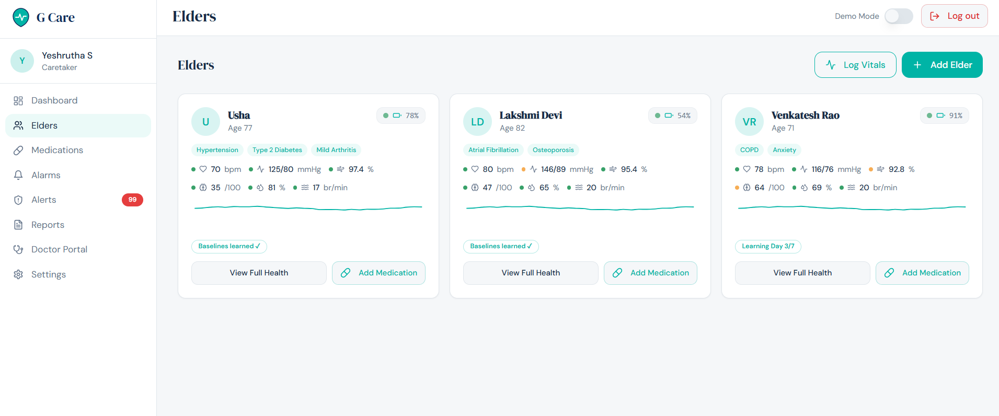 G Care
Elders
Demo Mode
Log out
Y
Yeshrutha S
Caretaker
Dashboard
Elders
Medications
Alarms
Alerts
99
Reports
Doctor Portal
Settings
Elders
Log Vitals
+ Add Elder
U
Usha
Age 77
78%
Hypertension
Type 2 Diabetes
Mild Arthritis
70 bpm
125/80 mmHg
97.4 %
35 /100
81 %
17 br/min
Baselines learned ✓
View Full Health
Add Medication
LD
Lakshmi Devi
Age 82
54%
Atrial Fibrillation
Osteoporosis
80 bpm
146/89 mmHg
95.4 %
47 /100
65 %
20 br/min
Baselines learned ✓
View Full Health
Add Medication
VR
Venkatesh Rao
Age 71
91%
COPD
Anxiety
78 bpm
116/76 mmHg
92.8 %
64 /100
69 %
20 br/min
Learning Day 3/7
View Full Health
Add Medication